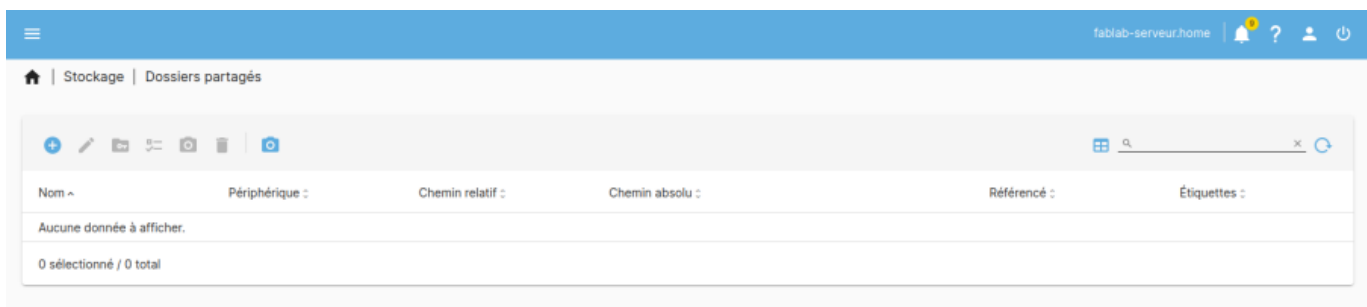 fablab-serveur.home
9
?
Stockage | Dossiers partagés
Nom Périphérique Chemin relatif Chemin absolu Référencé Étiquettes
Aucune donnée à afficher.
0 sélectionné / 0 total